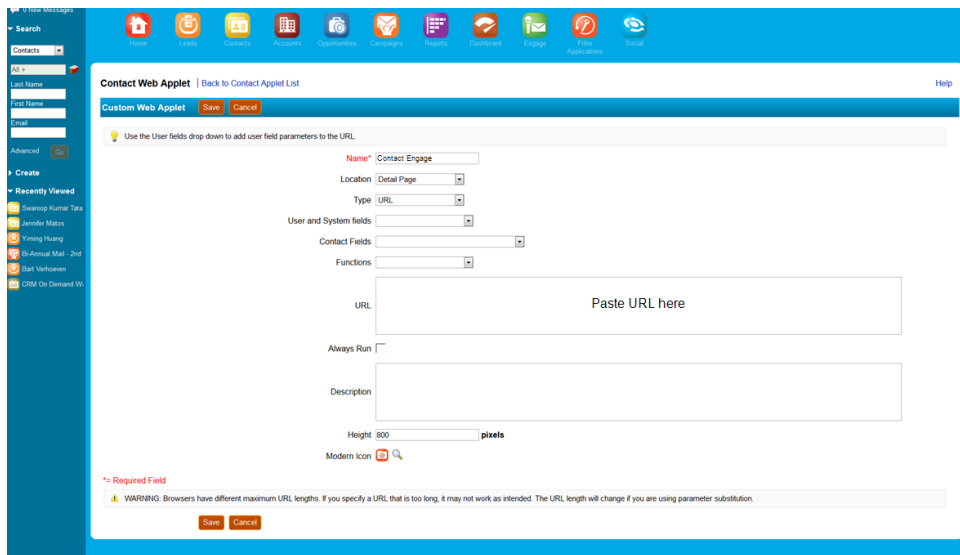 0 New Messages
Search
Contacts
All +
Last Name
First Name
Email
Advanced Go
Create
Recently Viewed
Swaroop Kumar Tata
Jennifer Matos
Yiming Huang
Bi-Annual Mail - 2nd
Bart Verhoeven
CRM On Demand W
Home Leads Contacts Accounts Opportunities Campaigns Reports Dashboard Engage Fibre Applications Social
Contact Web Applet | Back to Contact Applet List Help
Custom Web Applet Save Cancel
Use the User fields drop down to add user field parameters to the URL.
Name* Contact Engage
Location Detail Page
Type URL
User and System fields
Contact Fields
Functions
URL Paste URL here
Always Run
Description
Height 800 pixels
Modern Icon
*= Required Field
WARNING: Browsers have different maximum URL lengths. If you specify a URL that is too long, it may not work as intended. The URL length will change if you are using parameter substitution.
Save Cancel